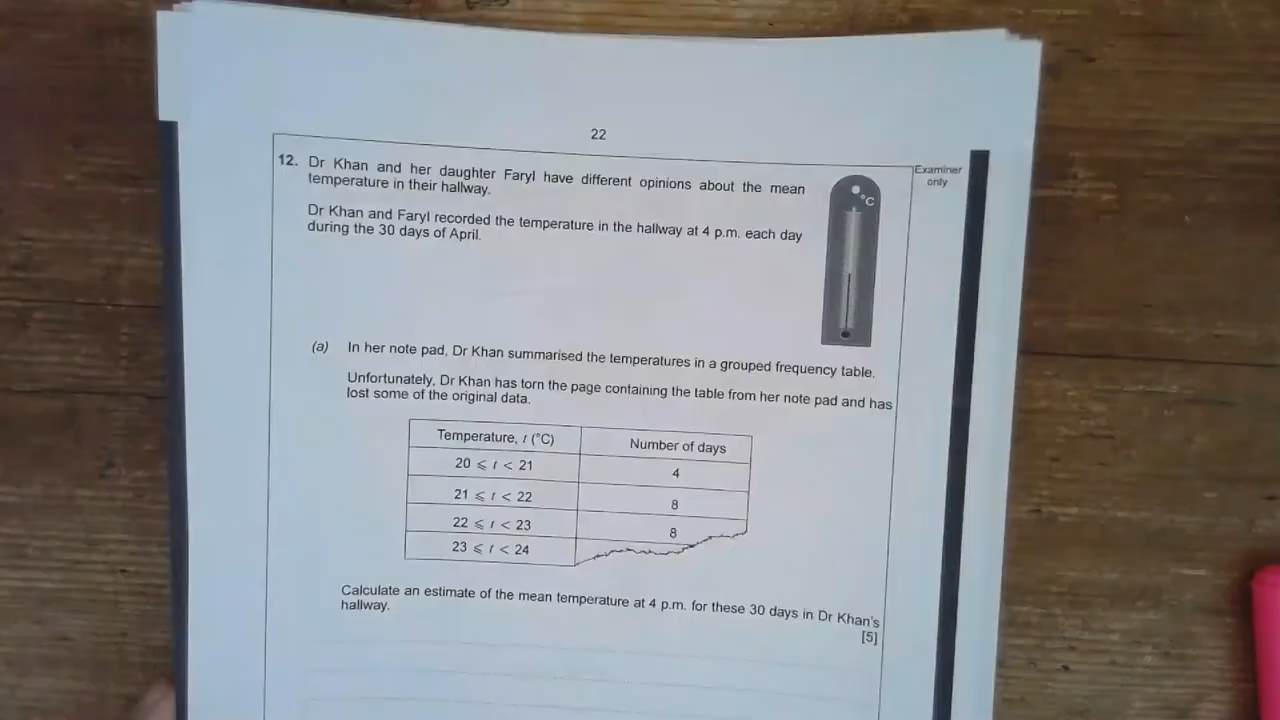 22
Examiner
only
12. Dr Khan and her daughter Faryl have different opinions about the mean
temperature in their hallway.
°C
Dr Khan and Faryl recorded the temperature in the hallway at 4 p.m. each day
during the 30 days of April.
(a) In her note pad, Dr Khan summarised the temperatures in a grouped frequency table.
Unfortunately, Dr Khan has torn the page containing the table from her note pad and has
lost some of the original data.
Temperature, t (°C) Number of days
20 ⩽ t < 21 4
21 ⩽ t < 22 8
22 ⩽ t < 23 8
23 ⩽ t < 24
Calculate an estimate of the mean temperature at 4 p.m. for these 30 days in Dr Khan's
hallway.
[5]